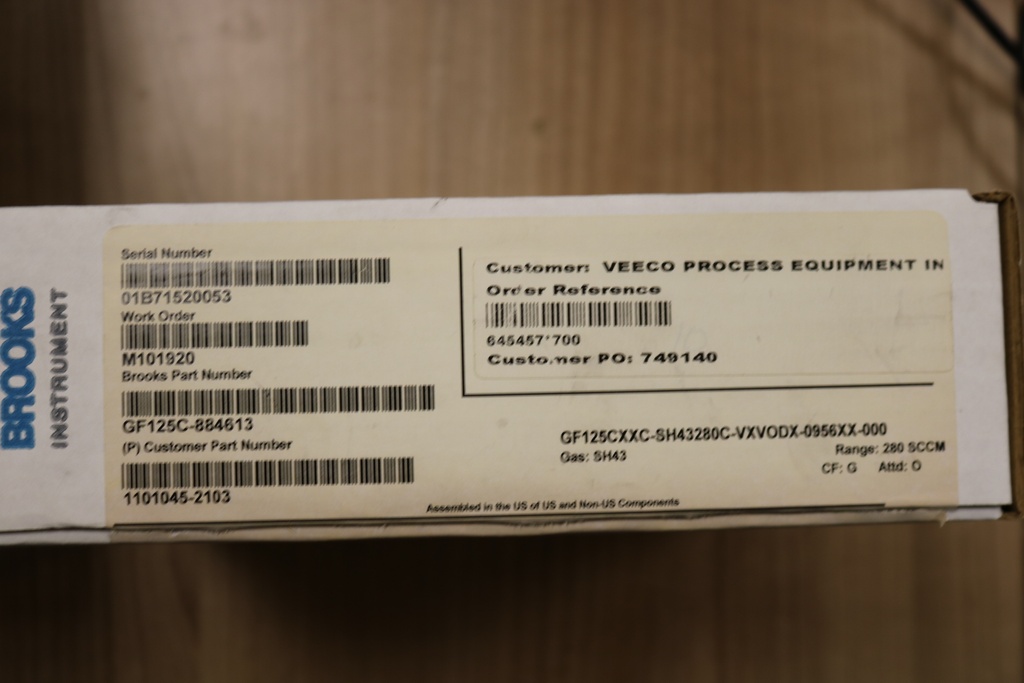 BROOKS
INSTRUMENT
Serial Number
01B71520053
Work Order
M101920
Brooks Part Number
GF125C-884613
(P) Customer Part Number
1101045-2103
Customer: VEECO PROCESS EQUIPMENT IN
Order Reference
645457*700
Customer PO: 749140
GF125CXXC-SH43280C-VXVODX-0956XX-000
Gas: SH43
Range: 280 SCCM
CF: G Attd: O
Assembled in the US of US and Non-US Components